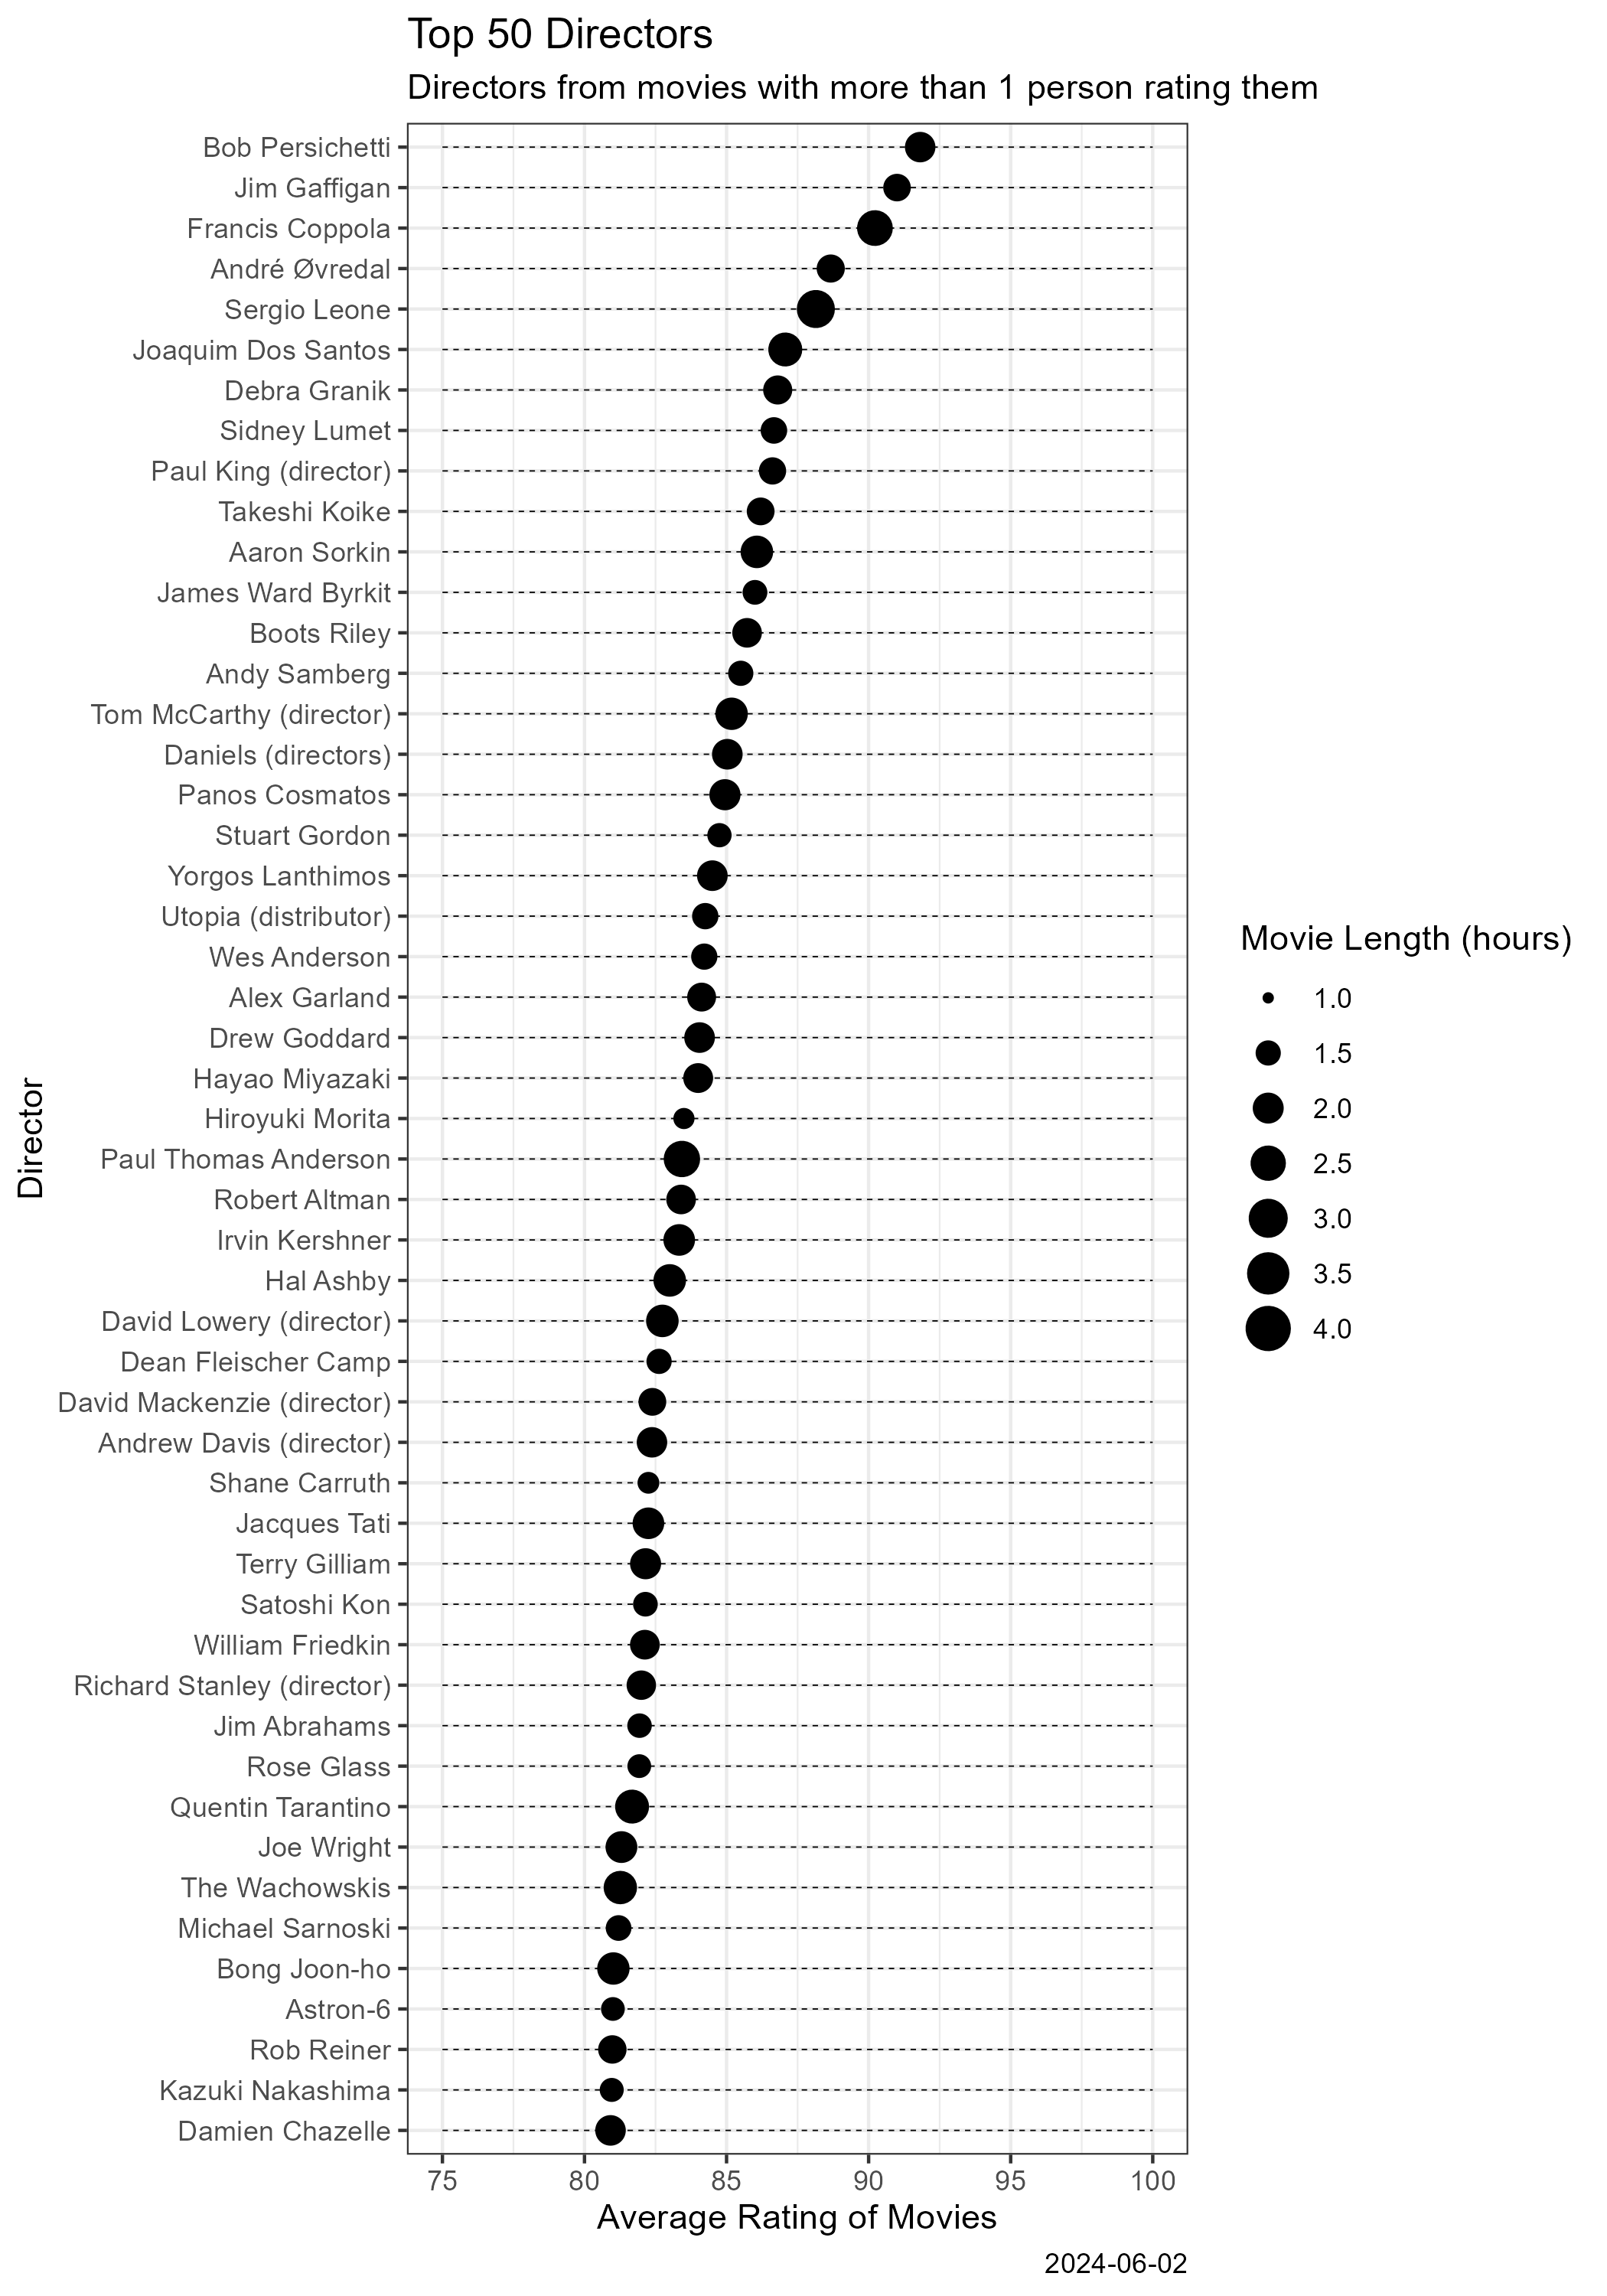 Top 50 Directors
Directors from movies with more than 1 person rating them
Bob Persichetti
Jim Gaffigan
Francis Coppola
André Øvredal
Sergio Leone
Joaquim Dos Santos
Debra Granik
Sidney Lumet
Paul King (director)
Takeshi Koike
Aaron Sorkin
James Ward Byrkit
Boots Riley
Andy Samberg
Tom McCarthy (director)
Daniels (directors)
Panos Cosmatos
Stuart Gordon
Yorgos Lanthimos
Utopia (distributor)
Wes Anderson
Alex Garland
Drew Goddard
Hayao Miyazaki
Hiroyuki Morita
Paul Thomas Anderson
Robert Altman
Irvin Kershner
Hal Ashby
David Lowery (director)
Dean Fleischer Camp
David Mackenzie (director)
Andrew Davis (director)
Shane Carruth
Jacques Tati
Terry Gilliam
Satoshi Kon
William Friedkin
Richard Stanley (director)
Jim Abrahams
Rose Glass
Quentin Tarantino
Joe Wright
The Wachowskis
Michael Sarnoski
Bong Joon-ho
Astron-6
Rob Reiner
Kazuki Nakashima
Damien Chazelle
Director
75 80 85 90 95 100
Average Rating of Movies
Movie Length (hours)
1.0
1.5
2.0
2.5
3.0
3.5
4.0
2024-06-02